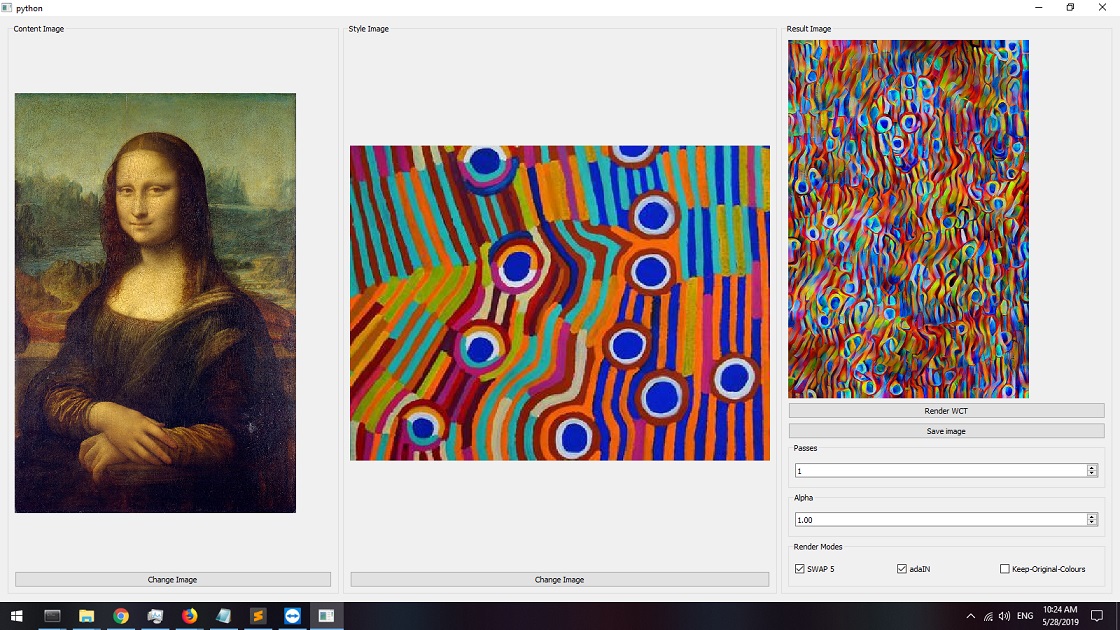 python
Content Image
Style Image
Result Image
Render WCT
Save image
Passes
1
Alpha
1.00
Render Modes
SWAP 5
adaIN
Keep-Original-Colours
Change Image
Change Image
ENG
10:24 AM
5/28/2019